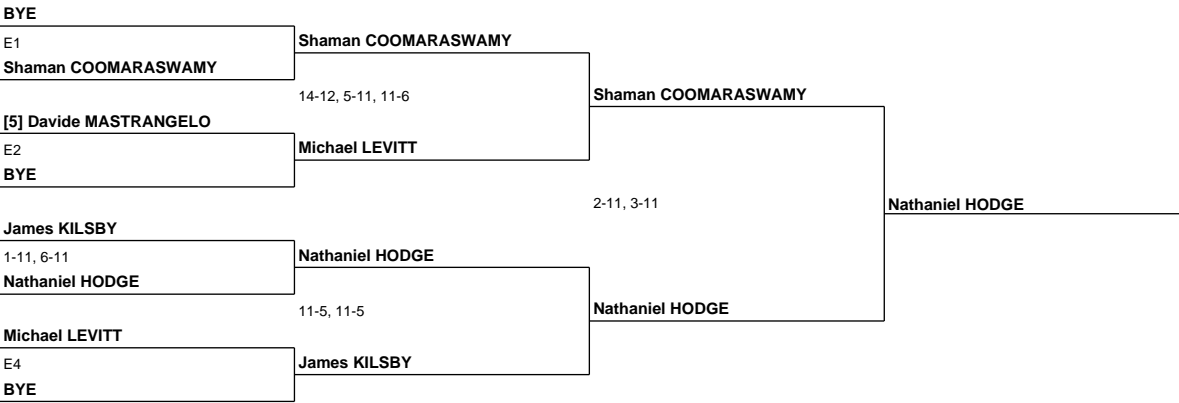 BYE
E1
Shaman COOMARASWAMY
[5] Davide MASTRANGELO
E2
BYE
James KILSBY
1-11, 6-11
Nathaniel HODGE
Michael LEVITT
E4
BYE
Shaman COOMARASWAMY
14-12, 5-11, 11-6
Michael LEVITT
Nathaniel HODGE
11-5, 11-5
James KILSBY
Shaman COOMARASWAMY
2-11, 3-11
Nathaniel HODGE
Nathaniel HODGE